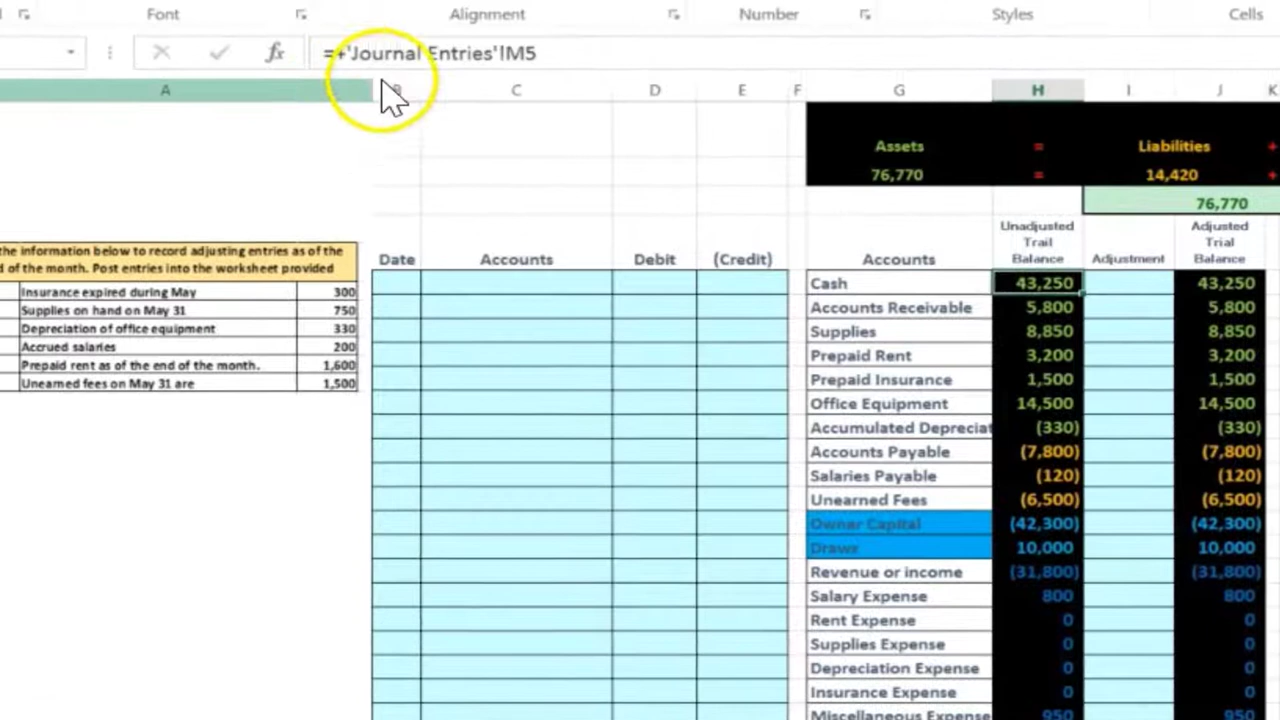 Font Alignment Number Styles Cells
fx =+'Journal Entries'!M5
A B C D E F G H I J K
Assets = Liabilities +
76,770 = 14,420 +
76,770
the information below to record adjusting entries as of the
of the month. Post entries into the worksheet provided
Insurance expired during May 300
Supplies on hand on May 31 750
Depreciation of office equipment 330
Accrued salaries 200
Prepaid rent as of the end of the month. 1,600
Unearned fees on May 31 are 1,500
Date Accounts Debit (Credit)
Unadjusted
Trail
Balance
Accounts
Adjustment
Adjusted
Trial
Balance
Cash 43,250 43,250
Accounts Receivable 5,800 5,800
Supplies 8,850 8,850
Prepaid Rent 3,200 3,200
Prepaid Insurance 1,500 1,500
Office Equipment 14,500 14,500
Accumulated Depreciat (330) (330)
Accounts Payable (7,800) (7,800)
Salaries Payable (120) (120)
Unearned Fees (6,500) (6,500)
Owner Capital (42,300) (42,300)
Draws 10,000 10,000
Revenue or income (31,800) (31,800)
Salary Expense 800 800
Rent Expense 0 0
Supplies Expense 0 0
Depreciation Expense 0 0
Insurance Expense 0 0
Miscellaneous Expense 950 950